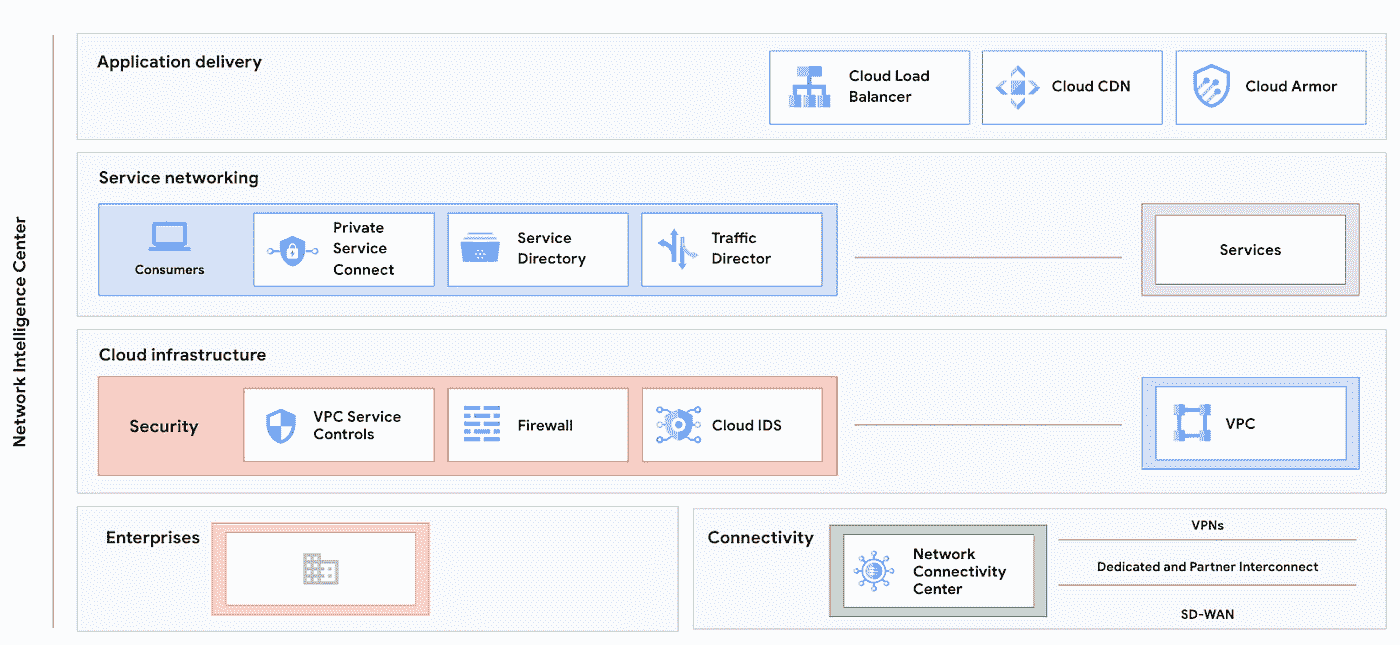 Network Intelligence Center
Application delivery
Cloud Load
Balancer
Cloud CDN
Cloud Armor
Service networking
Consumers
Private
Service
Connect
Service
Directory
Traffic
Director
Services
Cloud infrastructure
Security
VPC Service
Controls
Firewall
Cloud IDS
VPC
Enterprises
Connectivity
Network
Connectivity
Center
VPNs
Dedicated and Partner Interconnect
SD-WAN